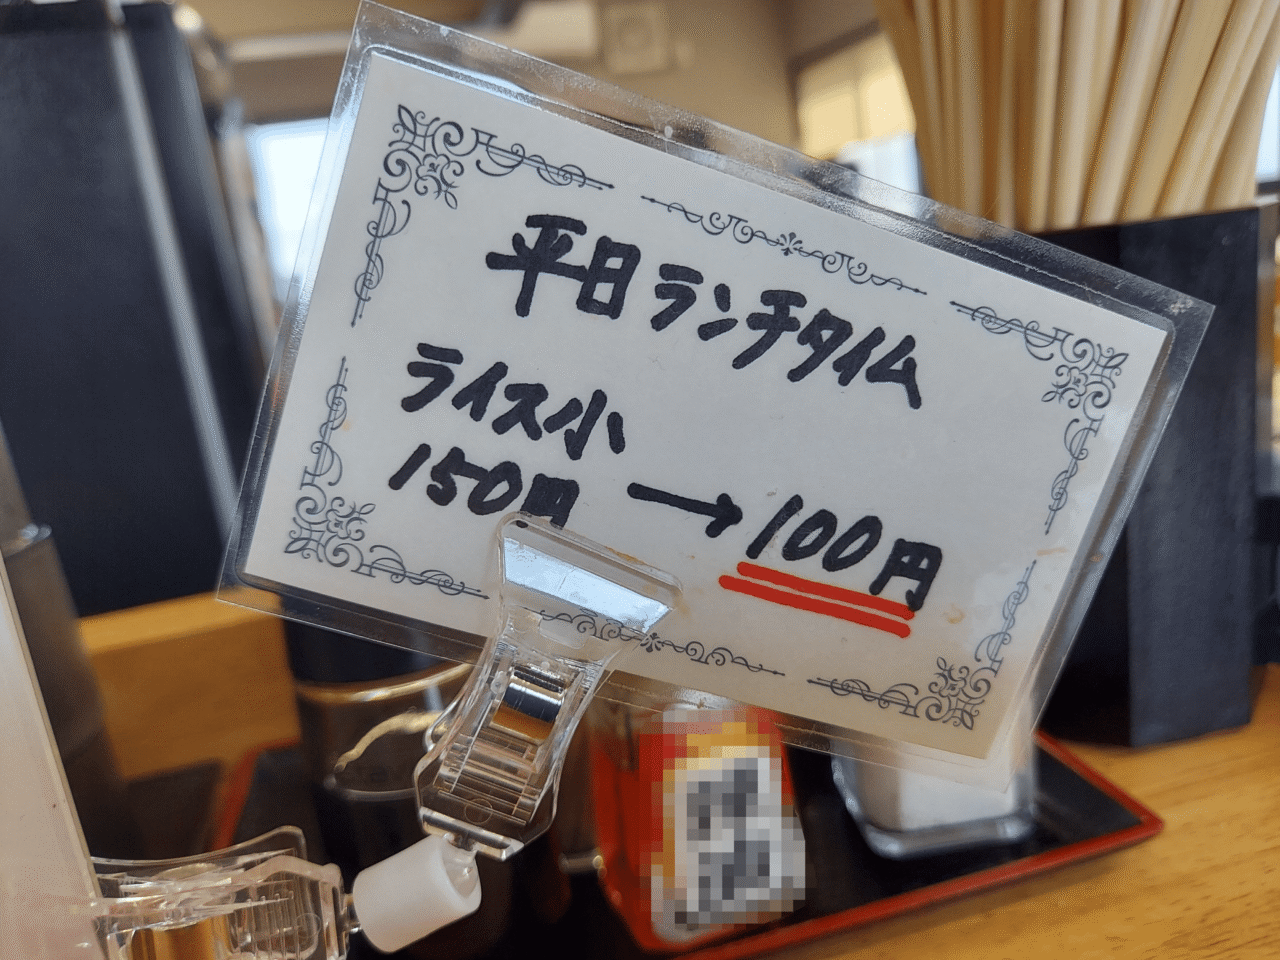 平日ランチタイム
ライス小
150円 → 100円